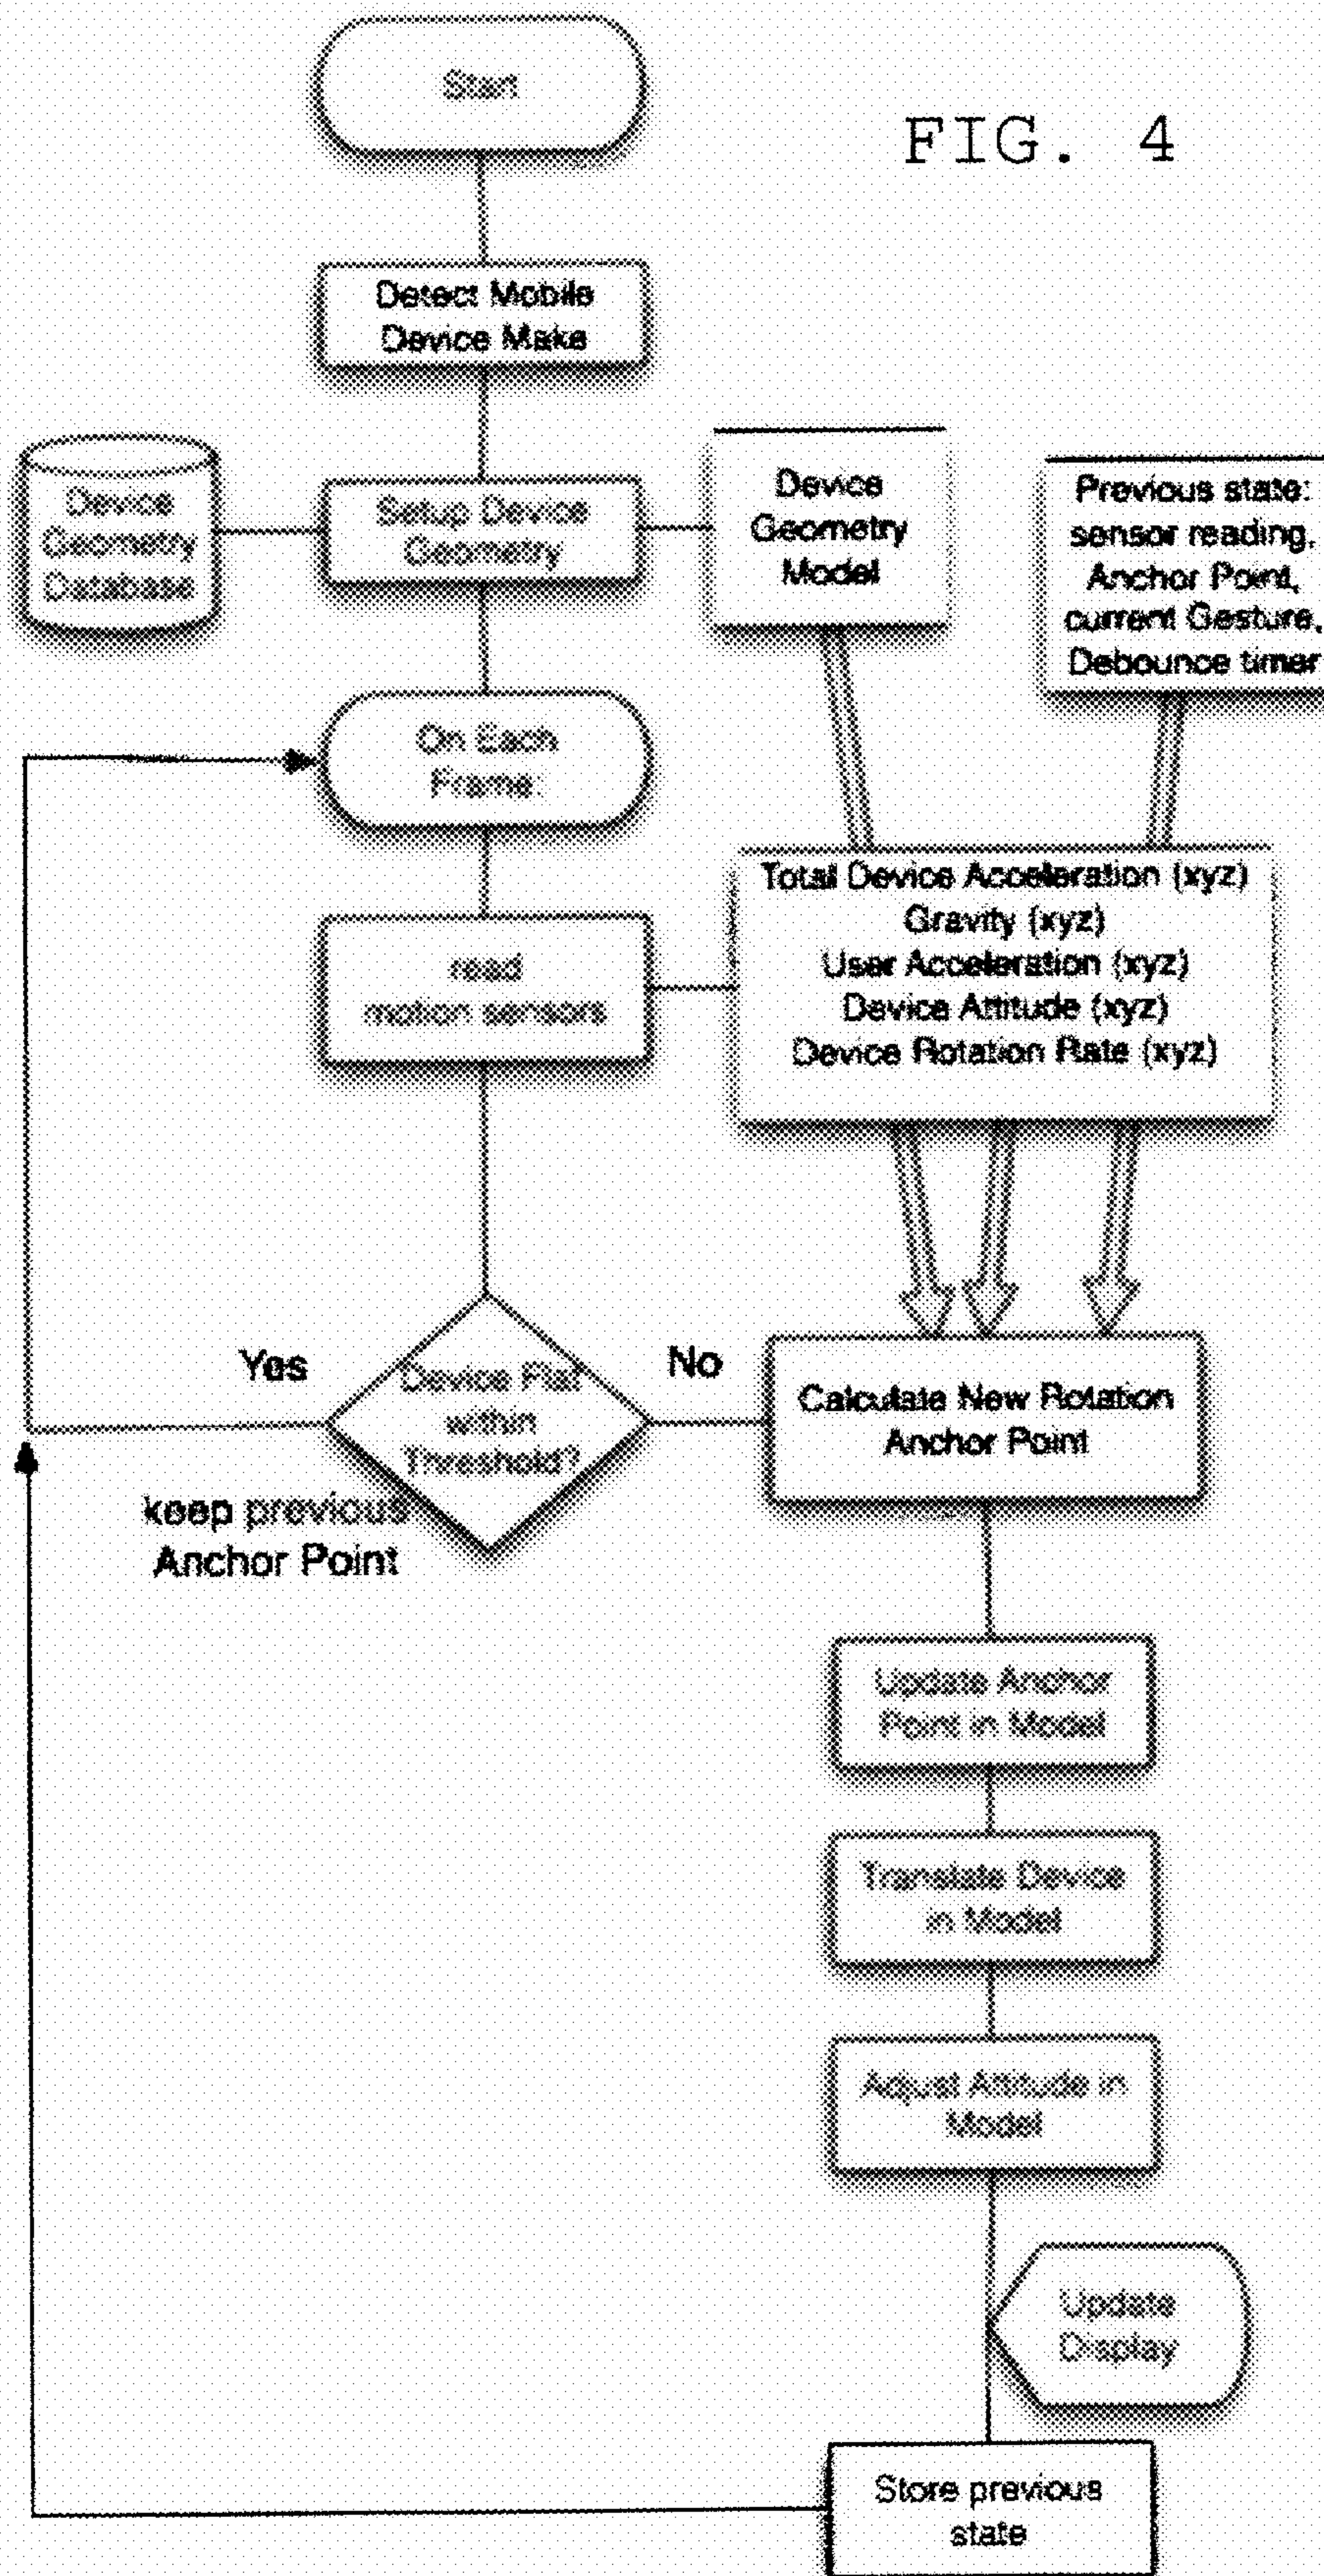 Start
FIG. 4
Detect Mobile
Device Make
Device
Geometry
Database
Setup Device
Geometry
Device
Geometry
Model
Previous state:
sensor reading,
Anchor Point,
current Gesture,
Debounce timer
On Each
Frame:
read
motion sensors
Total Device Acceleration (xyz)
Gravity (xyz)
User Acceleration (xyz)
Device Attitude (xyz)
Device Rotation Rate (xyz)
Yes
Device Flat
within
Threshold?
No
keep previous
Anchor Point
Calculate New Rotation
Anchor Point
Update Anchor
Point in Model
Translate Device
in Model
Adjust Attitude in
Model
Update
Display
Store previous
state